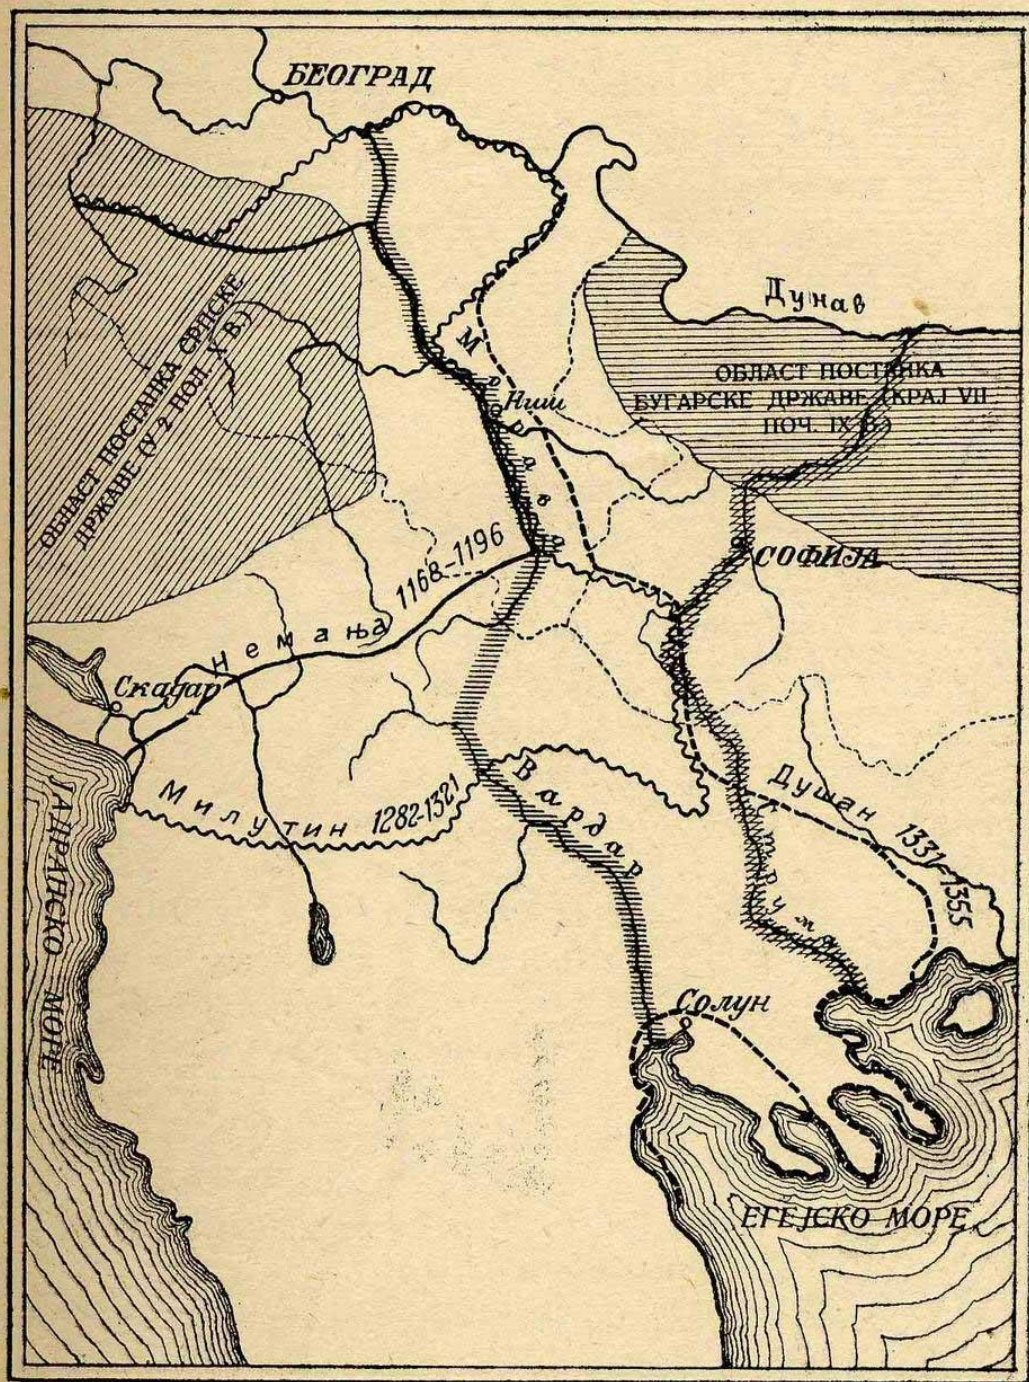 БЕОГРАД
Дунав
ОБЛАСТ ПОСТАНКА СРПСКЕ
ДРЖАВЕ (У 2 ПОЛ. X В.)
ОБЛАСТ ПОСТАНКА
БУГАРСКЕ ДРЖАВЕ (КРАЈ VII
ПОЧ. IX В.)
Ниш
Морава
СОФИЈА
Немања 1168-1196
Скадар
Милутин 1282-1321
Вардар
Душан 1331-1355
Струма
ЈАДРАНСКО МОРЕ
Солун
ЕГЕЈСКО МОРЕ